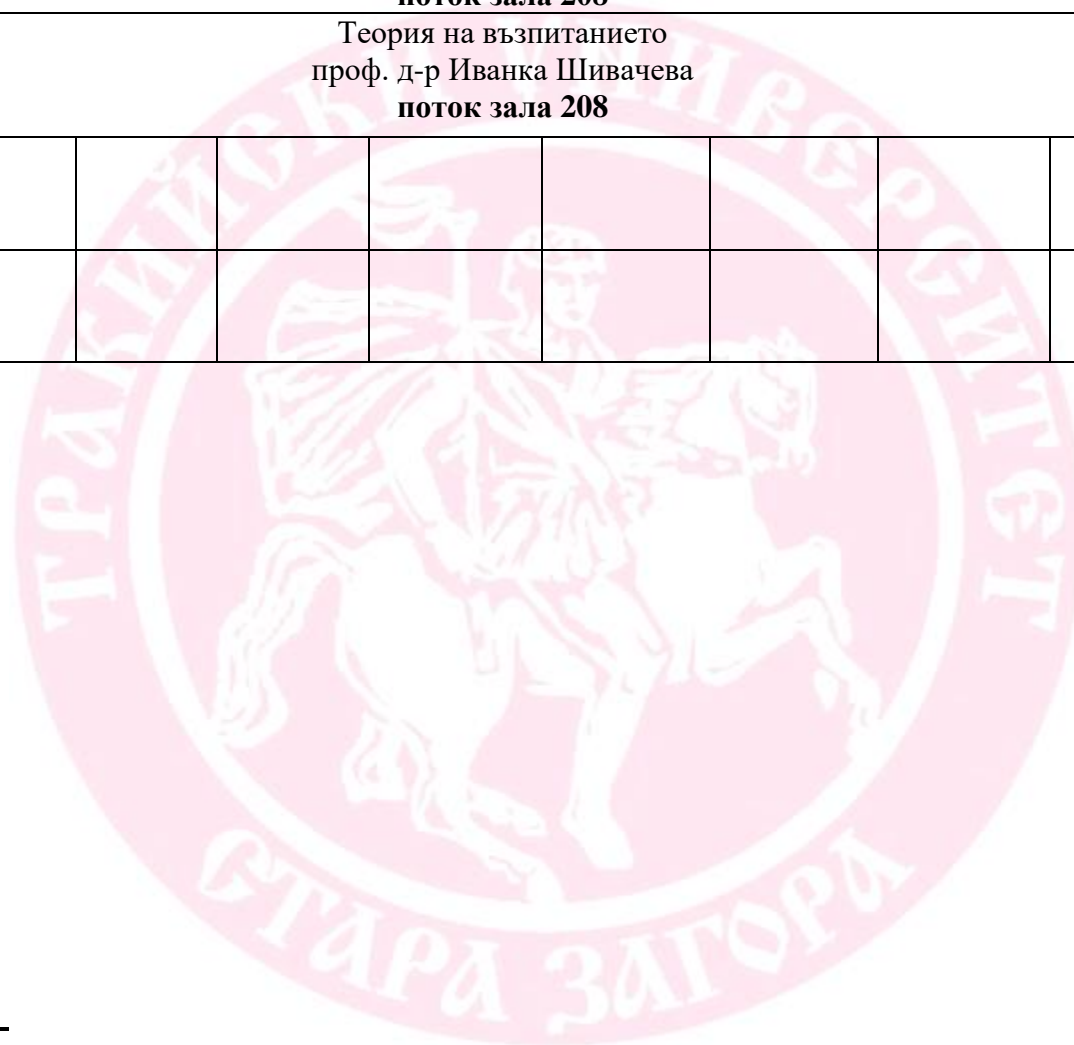 поток зала 208
Теория на възпитанието
проф. д-р Иванка Шивачева
поток зала 208
ТРАКИЙСКИ УНИВЕРСИТЕТ
СТАРА ЗАГОРА